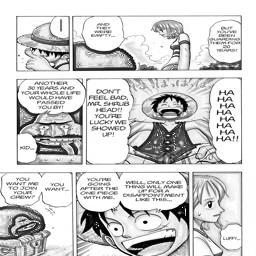 BUT
YOU'VE
BEEN
GUARDING
THEM FOR
20
YEARS!
AND
THEY
WERE
EMPTY...
HA
HA
HA
HA
HA
HA
HA!!
DON'T
FEEL BAD,
MR. SHRUB
HEAD!!
YOU'RE
LUCKY WE
SHOWED
UP!
ANOTHER
30 YEARS AND
YOUR WHOLE LIFE
WOULD HAVE
PASSED
YOU BY!
KID...
LUFFY...
WELL, ONLY ONE
THING WILL
MAKE UP
FOR A
DISAPPOINTMENT
LIKE THIS...
YOU'RE
GOING
AFTER THE
ONE PIECE
WITH ME.
YOU
WANT...
YOU
WANT ME
TO JOIN
YOUR
CREW?